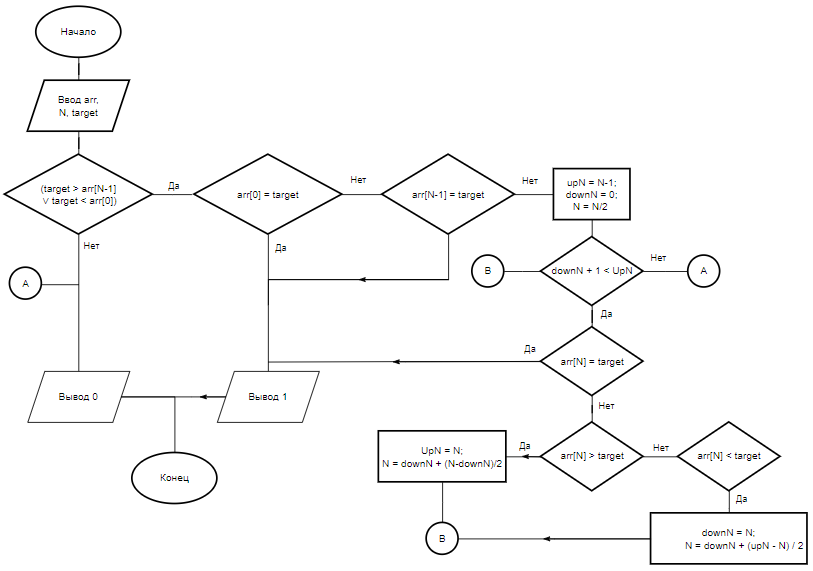 Начало
Ввод arr,
N, target
(target > arr[N-1]
∨ target < arr[0])
Да
arr[0] = target
Нет
arr[N-1] = target
Нет
upN = N-1;
downN = 0;
N = N/2
Нет
Да
A
B
downN + 1 < UpN
Нет
A
Да
Да
arr[N] = target
Вывод 0
Вывод 1
Нет
UpN = N;
N = downN + (N-downN)/2
Да
arr[N] > target
Нет
arr[N] < target
Конец
Да
B
downN = N;
N = downN + (upN - N) / 2